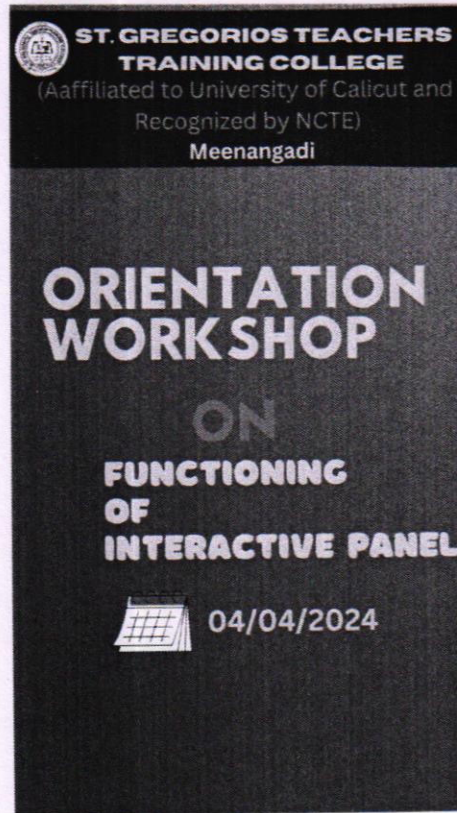 ST. GREGORIOS TEACHERS
TRAINING COLLEGE
(Aaffiliated to University of Calicut and
Recognized by NCTE)
Meenangadi
ORIENTATION
WORKSHOP
ON
FUNCTIONING
OF
INTERACTIVE PANEL
04/04/2024